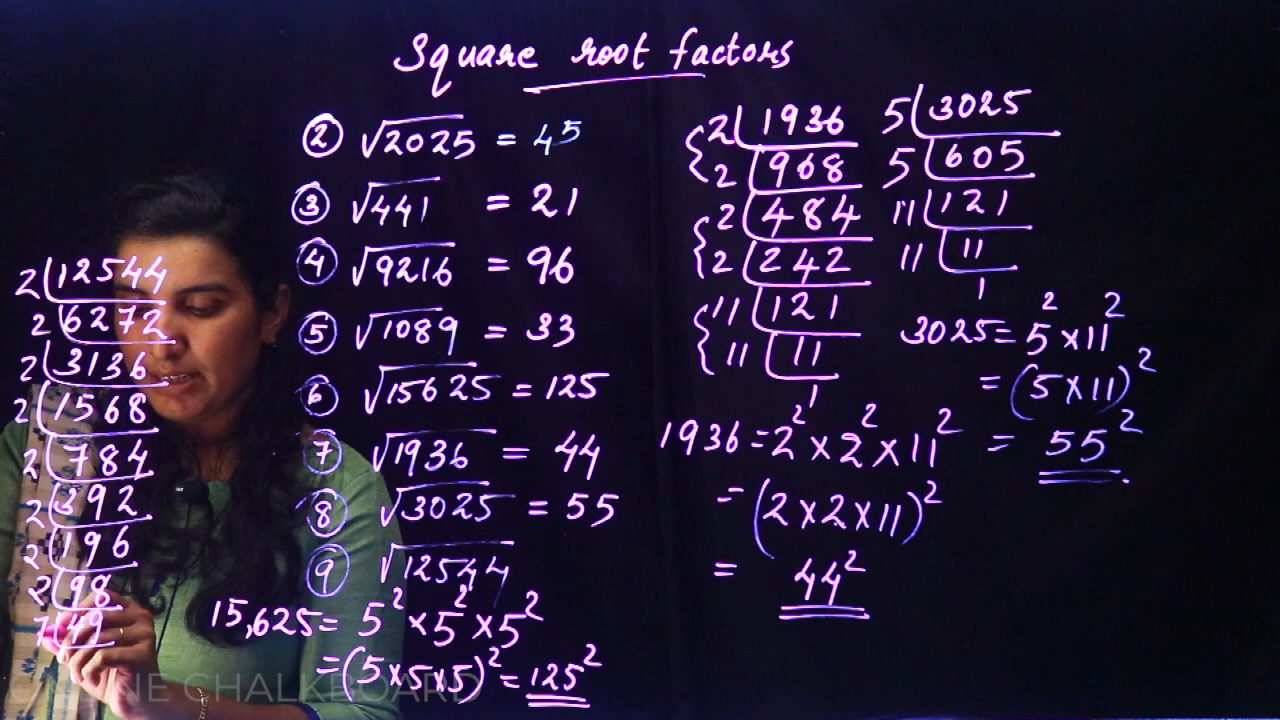 Square root factors
② √2025 = 45
③ √441 = 21
④ √9216 = 96
⑤ √1089 = 33
⑥ √15625 = 125
⑦ √1936 = 44
⑧ √3025 = 55
⑨ √12544
15,625 = 5² × 5² × 5²
= (5×5×5)² = 125²
2 12544
2 6272
2 3136
2 1568
2 784
2 392
2 196
2 98
7 49
2 1936
2 968
2 484
2 242
11 121
11 11
1
1936 = 2² × 2² × 11²
= (2×2×11)²
= 44²
5 3025
5 605
11 121
11 11
1
3025 = 5² × 11²
= (5×11)²
= 55²
ONLINE CHALKBOARD